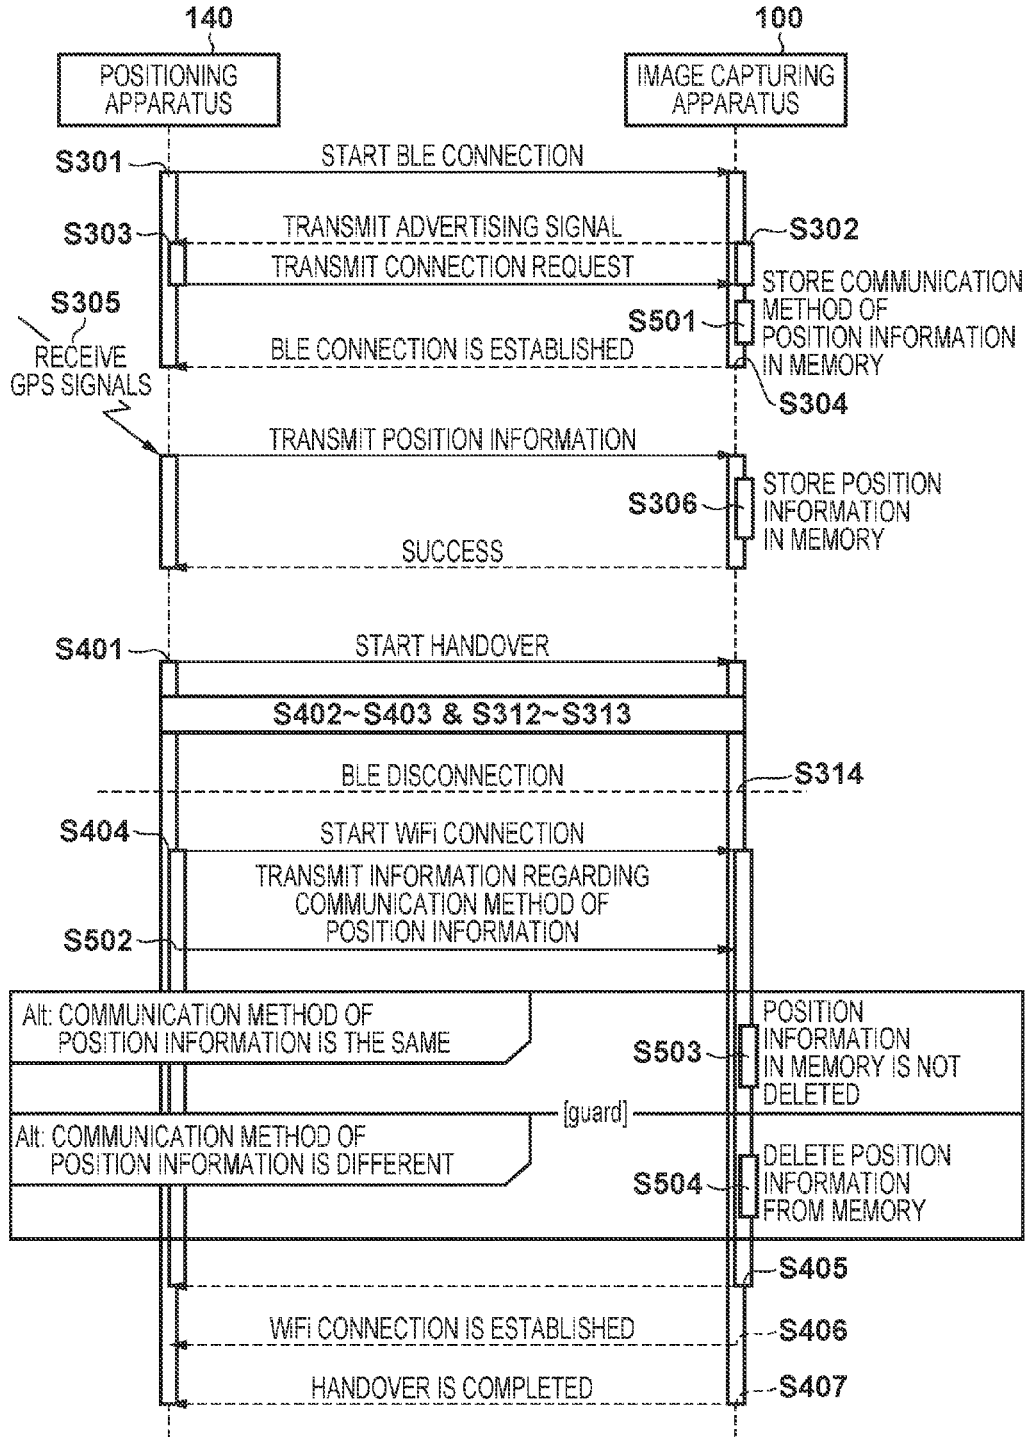 140
100
POSITIONING
APPARATUS
IMAGE CAPTURING
APPARATUS
S301
START BLE CONNECTION
S303
TRANSMIT ADVERTISING SIGNAL
S302
TRANSMIT CONNECTION REQUEST
S305
RECEIVE
GPS SIGNALS
S501
STORE COMMUNICATION
METHOD OF
POSITION INFORMATION
IN MEMORY
BLE CONNECTION IS ESTABLISHED
S304
TRANSMIT POSITION INFORMATION
S306
STORE POSITION
INFORMATION
IN MEMORY
SUCCESS
S401
START HANDOVER
S402~S403 & S312~S313
BLE DISCONNECTION
S314
S404
START WiFi CONNECTION
TRANSMIT INFORMATION REGARDING
COMMUNICATION METHOD OF
POSITION INFORMATION
S502
Alt: COMMUNICATION METHOD OF
POSITION INFORMATION IS THE SAME
S503
POSITION
INFORMATION
IN MEMORY IS NOT
DELETED
[guard]
Alt: COMMUNICATION METHOD OF
POSITION INFORMATION IS DIFFERENT
S504
DELETE POSITION
INFORMATION
FROM MEMORY
S405
WiFi CONNECTION IS ESTABLISHED
S406
HANDOVER IS COMPLETED
S407